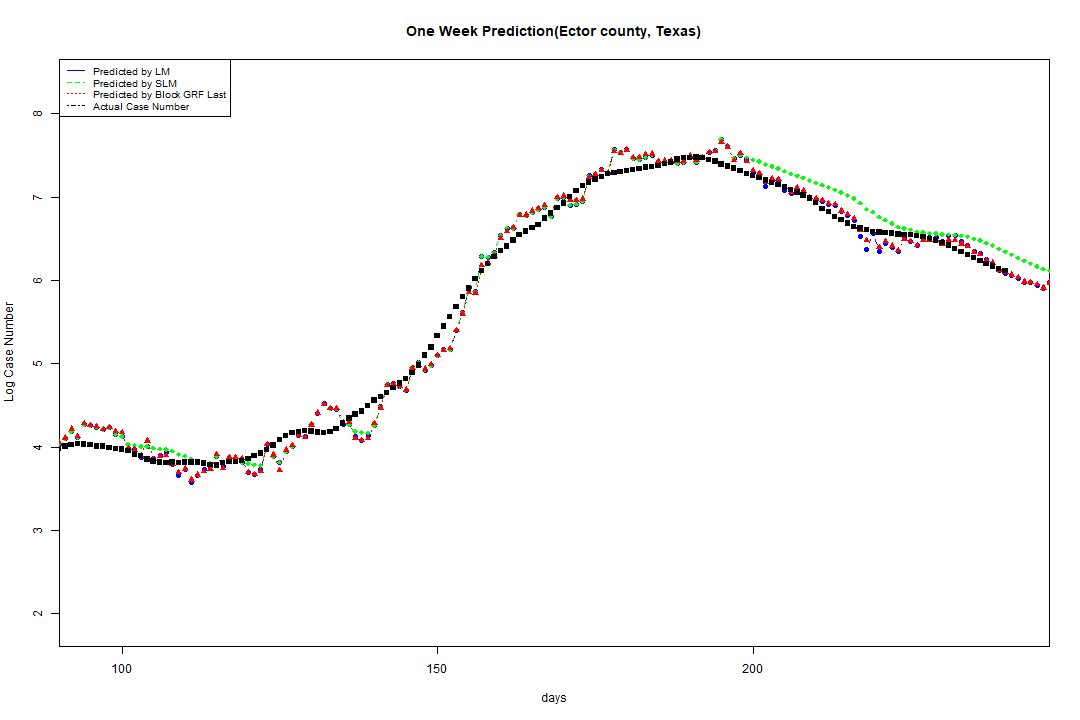 One Week Prediction(Ector county, Texas)
Predicted by LM
Predicted by SLM
Predicted by Block GRF Last
Actual Case Number
8
7
6
5
4
3
2
Log Case Number
100 150 200
days